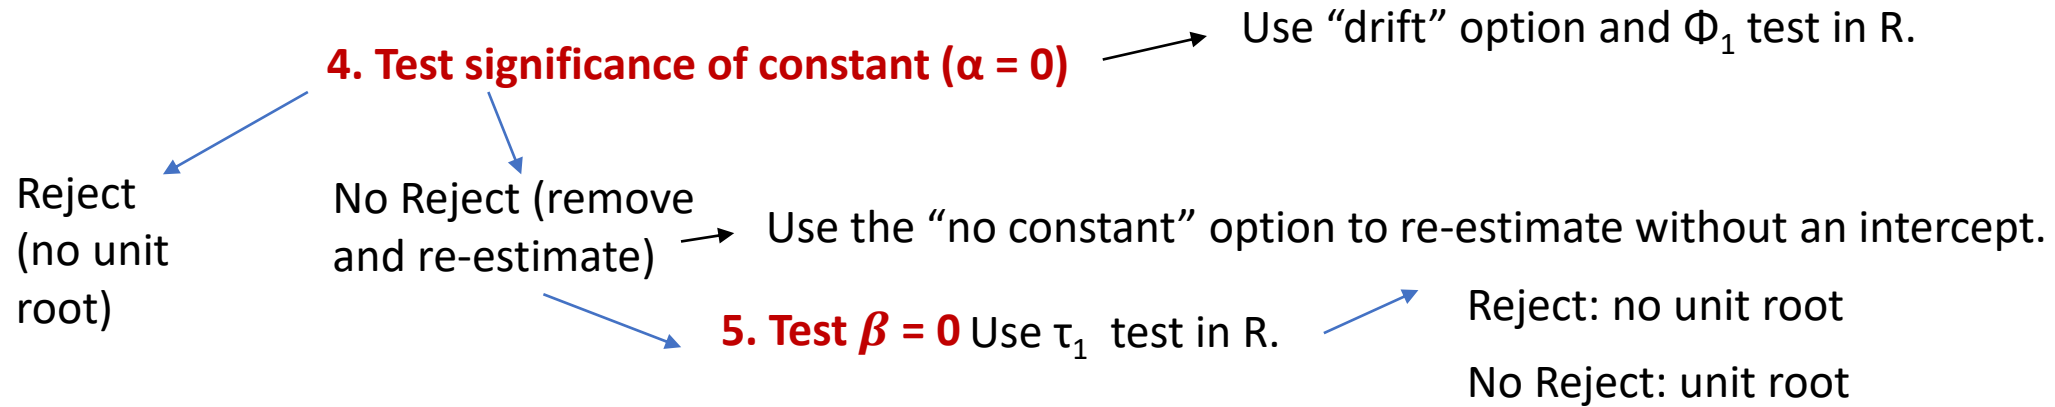 Use “drift” option and Φ₁ test in R.
4. Test significance of constant (α = 0)
Reject
(no unit
root)
No Reject (remove
and re-estimate)
Use the “no constant” option to re-estimate without an intercept.
5. Test 𝜷 = 0 Use τ₁ test in R.
Reject: no unit root
No Reject: unit root